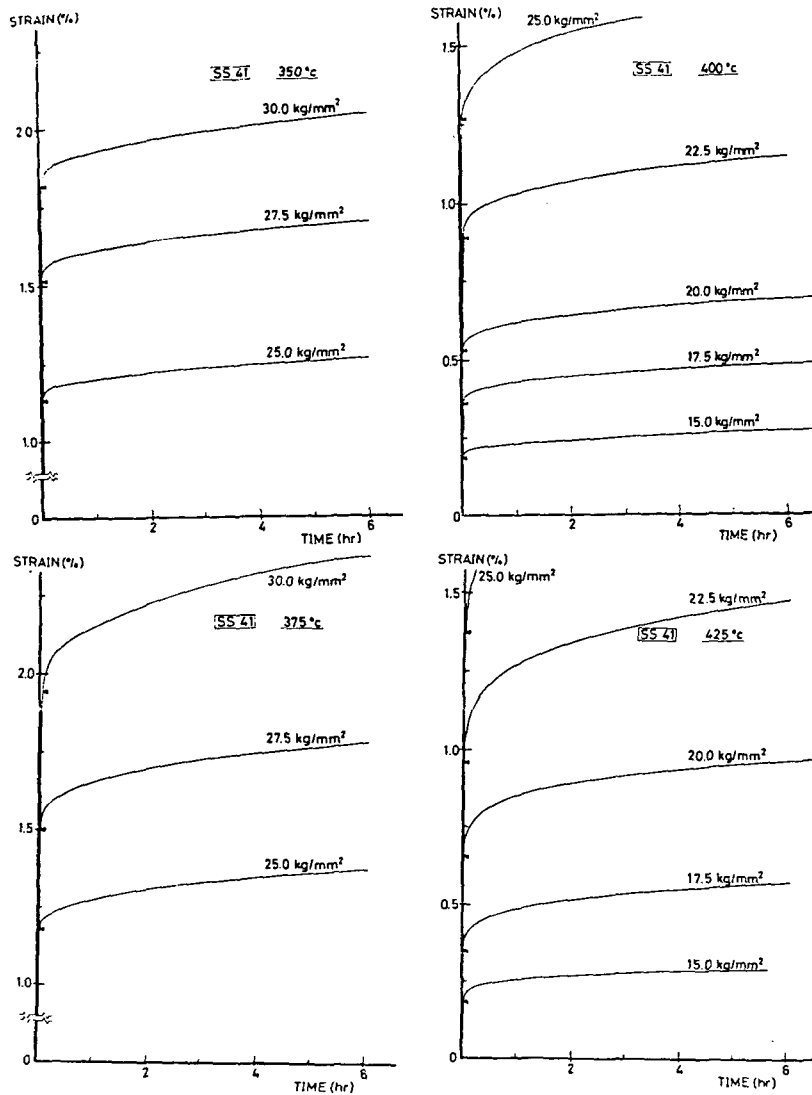 STRAIN (%)
SS 41 350 °c
30.0 kg/mm²
2.0
27.5 kg/mm²
1.5
25.0 kg/mm²
1.0
0
2 4 6
TIME (hr)
STRAIN (%)
25.0 kg/mm²
1.5
SS 41 400 °c
22.5 kg/mm²
1.0
20.0 kg/mm²
0.5
17.5 kg/mm²
15.0 kg/mm²
0
2 4 6
TIME (hr)
STRAIN (%)
30.0 kg/mm²
SS 41 375 °c
2.0
27.5 kg/mm²
1.5
25.0 kg/mm²
1.0
0
2 4 6
TIME (hr)
STRAIN (%)
25.0 kg/mm²
1.5
22.5 kg/mm²
SS 41 425 °c
1.0
20.0 kg/mm²
17.5 kg/mm²
0.5
15.0 kg/mm²
0
2 4 6
TIME (hr)